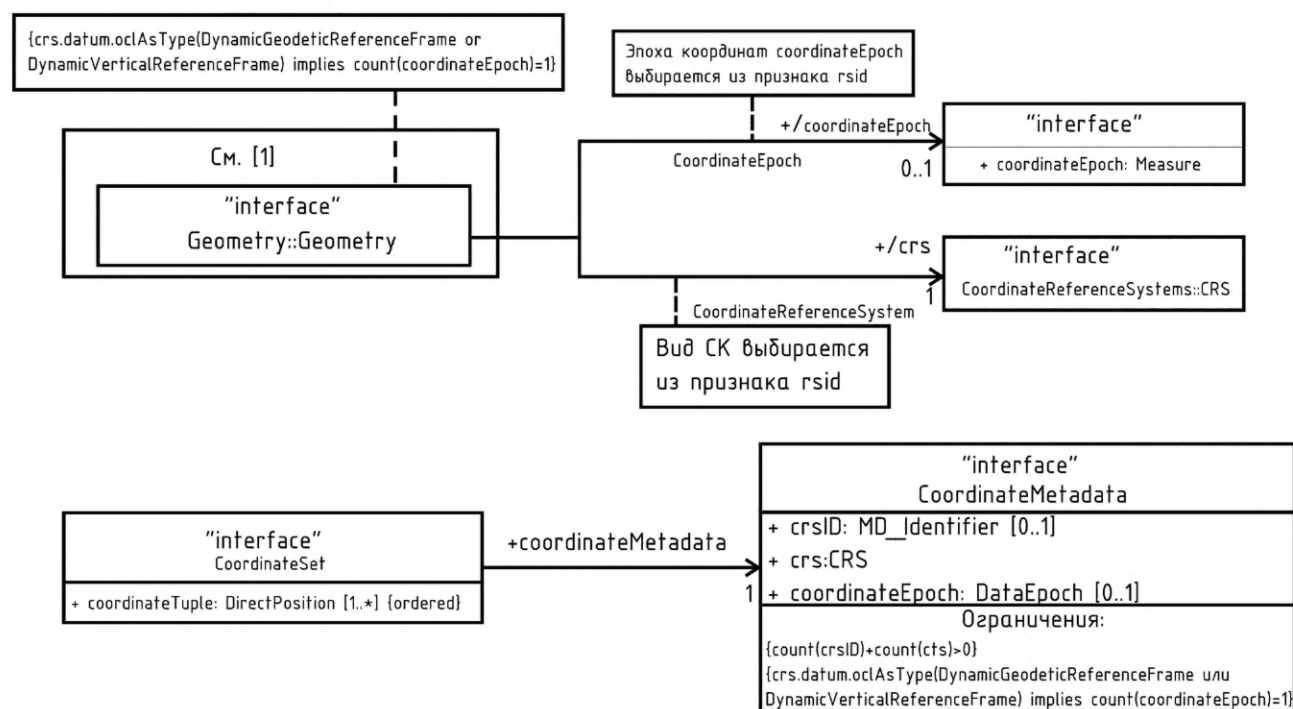 {crs.datum.oclAsType(DynamicGeodeticReferenceFrame or
DynamicVerticalReferenceFrame) implies count(coordinateEpoch)=1}
Эпоха координат coordinateEpoch
выбирается из признака rsid
См. [1]
"interface"
Geometry::Geometry
+/coordinateEpoch
CoordinateEpoch
0..1
"interface"
+ coordinateEpoch: Measure
+/crs
1
CoordinateReferenceSystem
"interface"
CoordinateReferenceSystems::CRS
Вид СК выбирается
из признака rsid
"interface"
CoordinateSet
+ coordinateTuple: DirectPosition [1..*] {ordered}
+coordinateMetadata
1
"interface"
CoordinateMetadata
+ crsID: MD_Identifier [0..1]
+ crs:CRS
+ coordinateEpoch: DataEpoch [0..1]
Ограничения:
{count(crsID)+count(cts)>0}
{crs.datum.oclAsType(DynamicGeodeticReferenceFrame или
DynamicVerticalReferenceFrame) implies count(coordinateEpoch)=1}